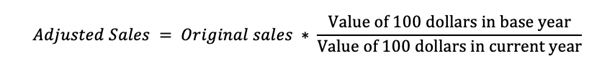 Adjusted Sales = Original sales * Value of 100 dollars in base year
Value of 100 dollars in current year